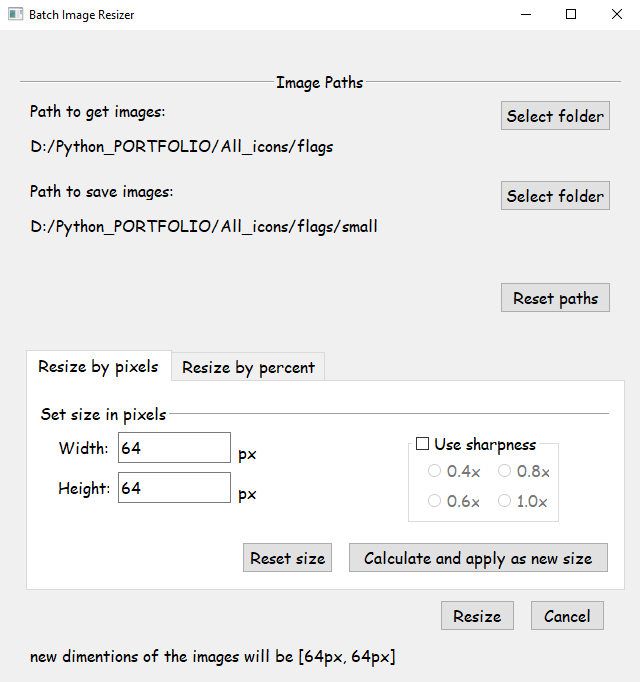 Batch Image Resizer
Image Paths
Path to get images:
Select folder
D:/Python_PORTFOLIO/All_icons/flags
Path to save images:
Select folder
D:/Python_PORTFOLIO/All_icons/flags/small
Reset paths
Resize by pixels Resize by percent
Set size in pixels
Width: 64 px
Use sharpness
0.4x 0.8x
Height: 64 px
0.6x 1.0x
Reset size Calculate and apply as new size
Resize Cancel
new dimentions of the images will be [64px, 64px]